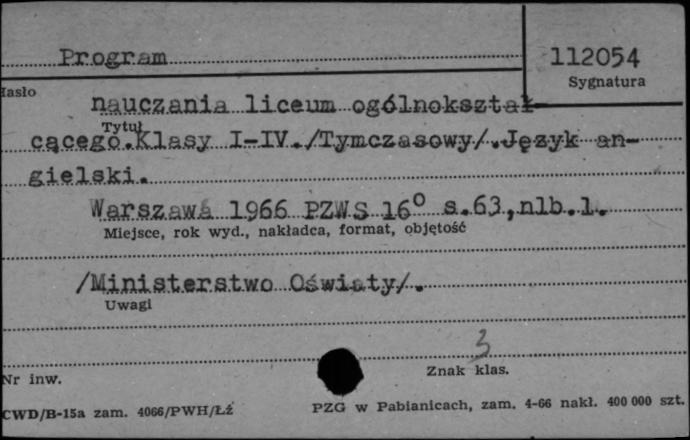 Program
112054
Hasło
Sygnatura
nauczania liceum ogólnokształ-
Tytuł
cącego.Klasy I-IV./Tymczasowy/.Język an-
gielski.
Warszawa 1966 PZWS 16° s.63,nlb.1.
Miejsce, rok wyd., nakładca, format, objętość
/Ministerstwo Oświaty/.
Uwagi
3
Nr inw.
Znak klas.
CWD/B-15a zam. 4066/PWH/Łź
PZG w Pabianicach, zam. 4-66 nakł. 400 000 szt.